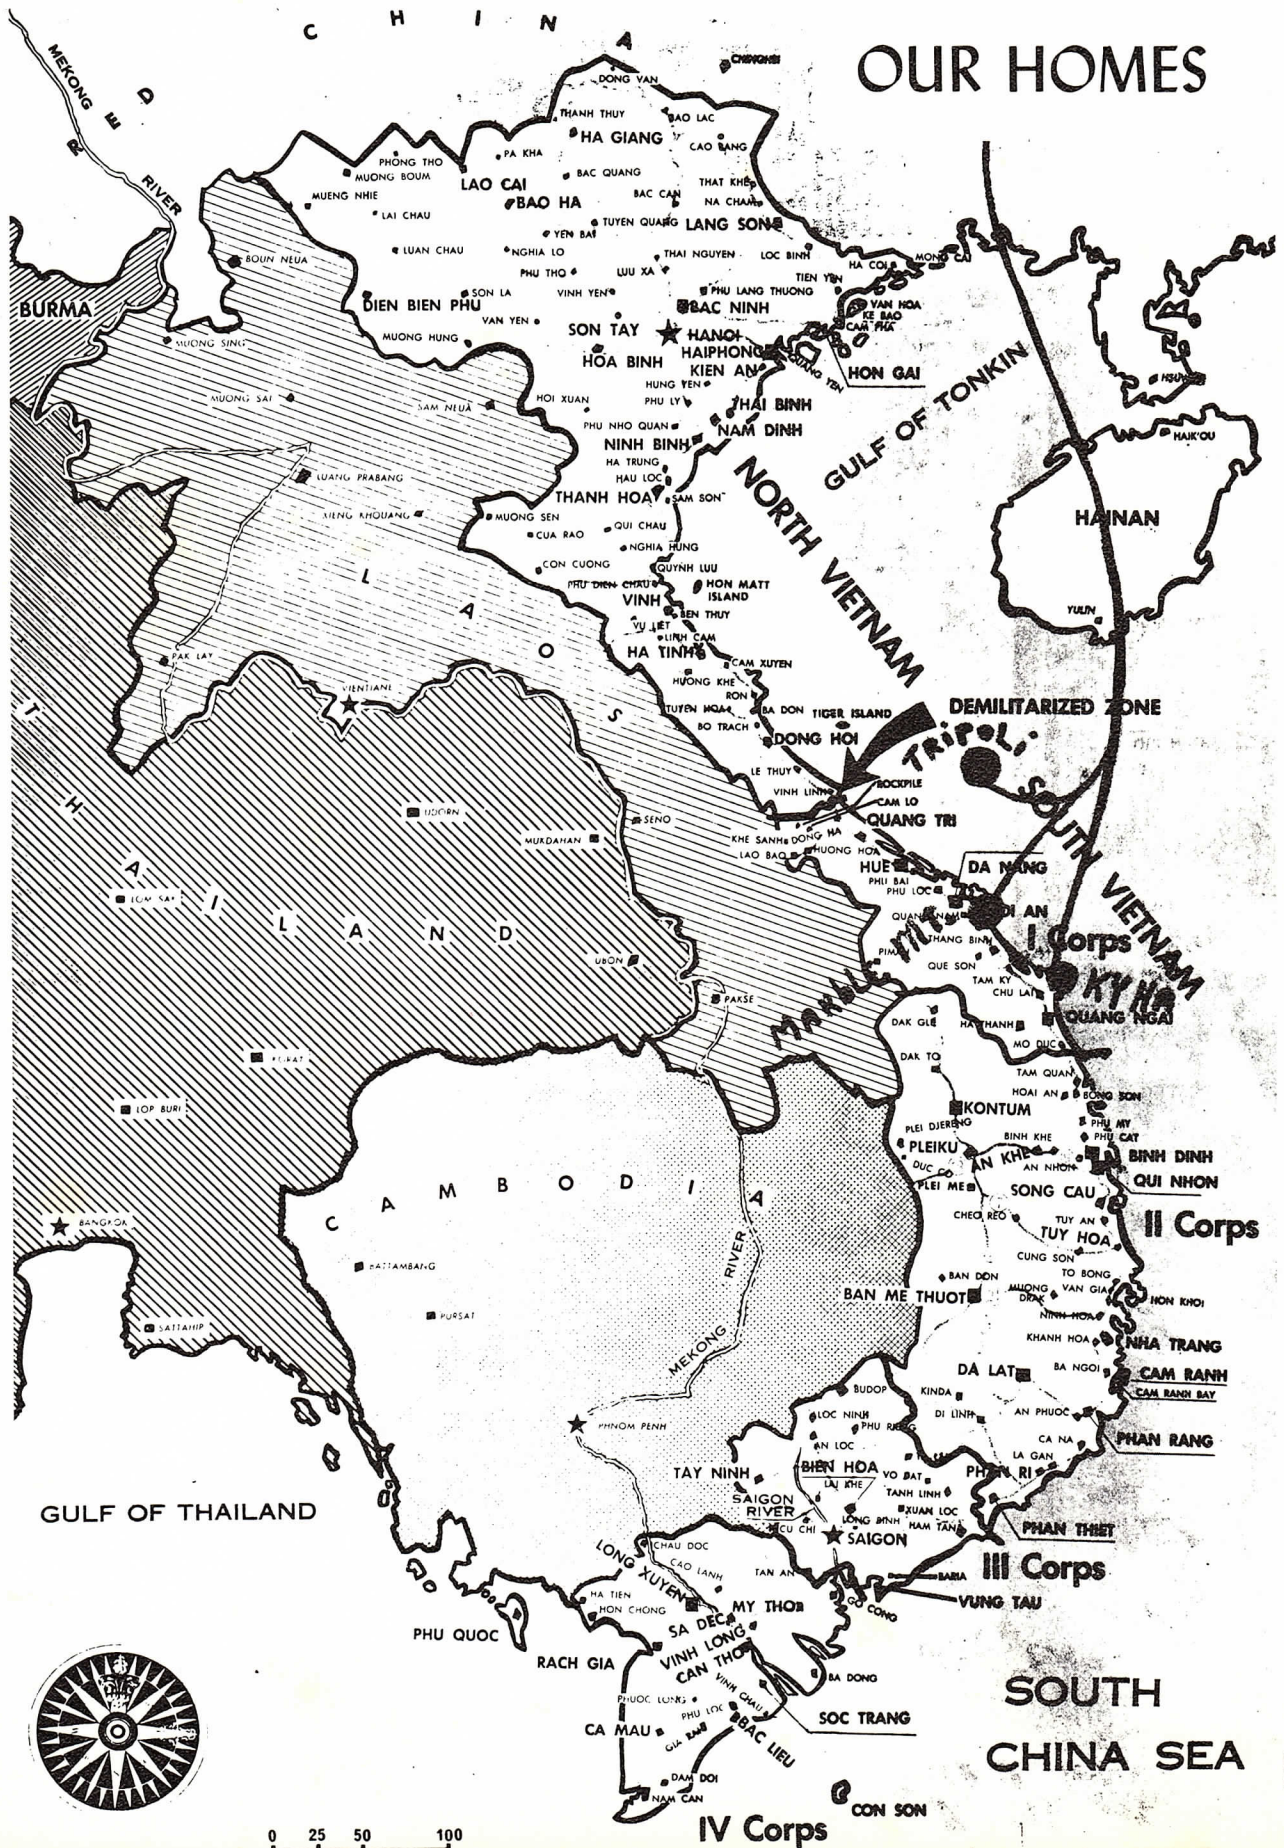 OUR HOMES
C H I N A
RED
MEKONG
RIVER
DONG VAN
THANH THUY
BAO LAC
HA GIANG
CAO BANG
PHONG THO
PA KHA
MUONG BOUM
LAO CAI
BAC QUANG
THAT KHE
MUENG NHIE
BAO HA
BAC CAN
NA CHAM
LAI CHAU
TUYEN QUANG
LANG SON
YEN BAI
BOUN NEUA
LUAN CHAU
NGHIA LO
THAI NGUYEN
LOC BINH
HA COI
MONG CAI
PHU THO
LUU XA
TIEN YEN
BURMA
DIEN BIEN PHU
SON LA
VINH YEN
PHU LANG THUONG
BAC NINH
VAN HOA
KE BAO
CAM PHA
VAN YEN
SON TAY
HANOI
MUONG SING
MUONG HUNG
HOA BINH
HAIPHONG
KIEN AN
QUANG YEN
HON GAI
HUNG YEN
MUONG SAI
SAM NEUA
HOI XUAN
PHU LY
THAI BINH
GULF OF TONKIN
HAIK'OU
PHU NHO QUAN
NAM DINH
NINH BINH
HA TRUNG
HAU LOC
LUANG PRABANG
THANH HOA
SAM SON
NORTH VIETNAM
XIENG KHOUANG
MUONG SEN
QUI CHAU
HAINAN
CUA RAO
NGHIA HUNG
CON CUONG
QUYNH LUU
PHU DIEN CHAU
HON MATT
ISLAND
L A O S
VINH
BEN THUY
YULIN
VU LIET
LINH CAM
HA TINH
PAK LAY
CAM XUYEN
HUONG KHE
VIENTIANE
RON
TUYEN HOA
BA DON
TIGER ISLAND
DEMILITARIZED ZONE
BO TRACH
DONG HOI
TRIPOLI
LE THUY
SOUTH VIETNAM
VINH LINH
ROCKPILE
CAM LO
UDORN
SENO
QUANG TRI
MUKDAHAN
KHE SANH
DONG HA
LAO BAO
HUONG HOA
HUE
DA NANG
PHU BAI
PHU LOC
T H A I L A N D
LOM SAK
QUANG NAM
DI AN
MARBLE MT
I Corps
THANG BINH
UBON
QUE SON
TAM KY
KY HA
PAKSE
CHU LAI
DAK GLE
HA THANH
QUANG NGAI
MO DUC
KORAT
DAK TO
TAM QUAN
HOAI AN
BONG SON
LOP BURI
KONTUM
PHU MY
PLEI DJERENG
BINH KHE
PHU CAT
PLEIKU
AN KHE
BINH DINH
DUC CO
AN NHON
QUI NHON
PLEI ME
C A M B O D I A
SONG CAU
BANGKOK
CHEO REO
TUY AN
II Corps
TUY HOA
CUNG SON
MEKONG RIVER
BATTAMBANG
BAN DON
TO BONG
BAN ME THUOT
MUONG DRAK
VAN GIA
HON KHOI
PURSAT
NINH HOA
SATTAHIP
KHANH HOA
NHA TRANG
DA LAT
BA NGOI
CAM RANH
BUDOP
KINDA
CAM RANH BAY
PHNOM PENH
LOC NINH
DI LINH
AN PHUOC
PHU RIENG
CA NA
PHAN RANG
AN LOC
LA GAN
TAY NINH
BIEN HOA
VO DAT
PHAN RI
LAI KHE
TANH LINH
SAIGON
RIVER
XUAN LOC
GULF OF THAILAND
LONG BINH
HAM TAN
PHAN THIET
CU CHI
SAIGON
CHAU DOC
LONG XUYEN
CAO LANH
TAN AN
III Corps
BARIA
HA TIEN
MY THO
GO CONG
VUNG TAU
HON CHONG
SA DEC
PHU QUOC
VINH LONG
RACH GIA
CAN THO
BA DONG
VINH CHAU
SOUTH
PHUOC LONG
PHU LOC
SOC TRANG
CA MAU
BAC LIEU
CHINA SEA
DAM DOI
NAM CAN
CON SON
IV Corps
0 25 50 100